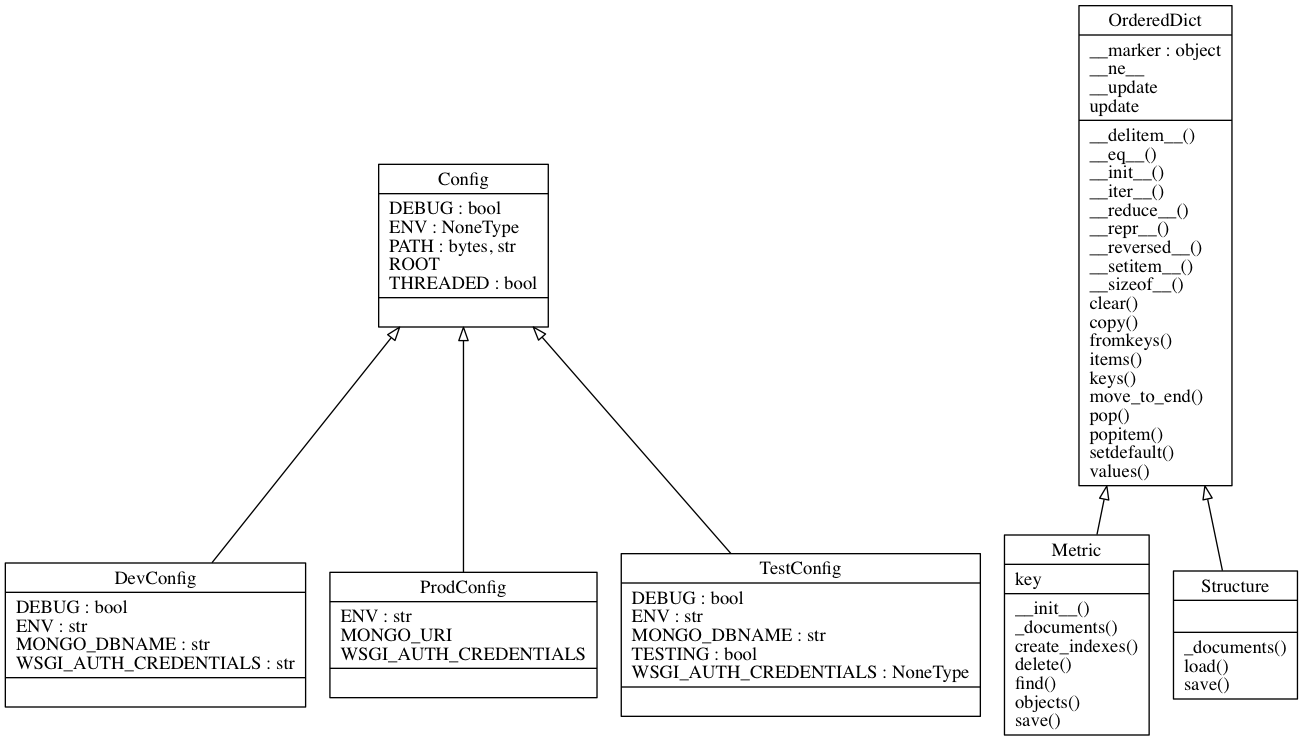 Config
DEBUG : bool
ENV : NoneType
PATH : bytes, str
ROOT
THREADED : bool
DevConfig
DEBUG : bool
ENV : str
MONGO_DBNAME : str
WSGI_AUTH_CREDENTIALS : str
ProdConfig
ENV : str
MONGO_URI
WSGI_AUTH_CREDENTIALS
TestConfig
DEBUG : bool
ENV : str
MONGO_DBNAME : str
TESTING : bool
WSGI_AUTH_CREDENTIALS : NoneType
OrderedDict
__marker : object
__ne__
__update
update
__delitem__()
__eq__()
__init__()
__iter__()
__reduce__()
__repr__()
__reversed__()
__setitem__()
__sizeof__()
clear()
copy()
fromkeys()
items()
keys()
move_to_end()
pop()
popitem()
setdefault()
values()
Metric
key
__init__()
_documents()
create_indexes()
delete()
find()
objects()
save()
Structure
_documents()
load()
save()